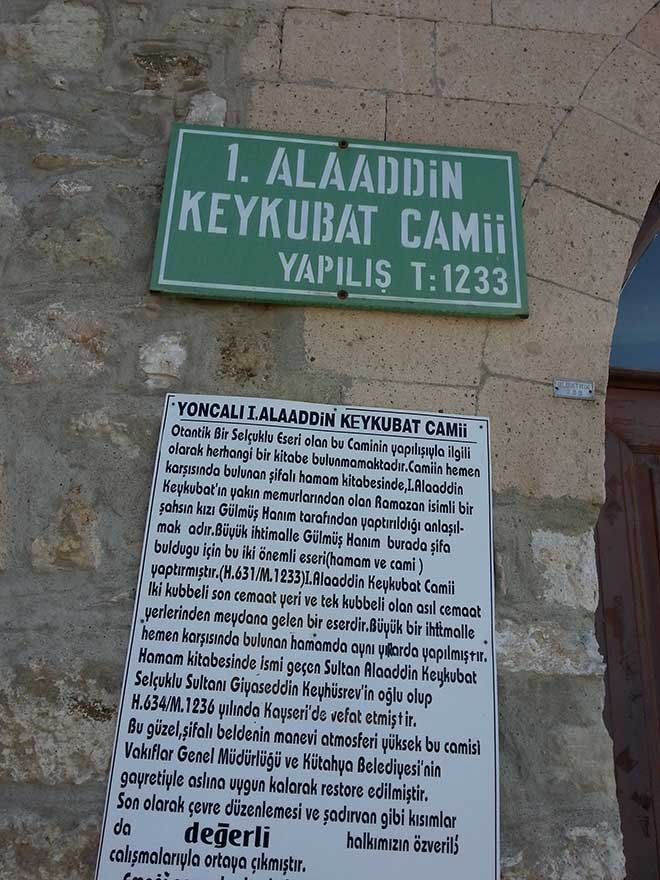 1. ALAADDiN
KEYKUBAT CAMii
YAPILIŞ T:1233
YONCALI I.ALAADDiN KEYKUBAT CAMii
Otantik Bir Selçuklu Eseri olan bu Caminin yapılışıyla ilgili
olarak herhangi bir kitabe bulunmamaktadır.Camiin hemen
karşısında bulunan şifalı hamam kitabesinde,I.Alaaddin
Keykubat'ın yakın memurlarından olan Ramazan isimli bir
şahsın kızı Gülmüş Hanım tarafından yaptırıldığı anlaşıl-
mak adır.Büyük ihtimalle Gülmüş Hanım burada şifa
buldugu için bu iki önemli eseri(hamam ve cami )
yaptırmıştır.(H.631/M.1233)I.Alaaddin Keykubat Camii
İki kubbeli son cemaat yeri ve tek kubbeli olan asıl cemaat
yerlerinden meydana gelen bir eserdir.Büyük bir ihtimalle
hemen karşısında bulunan hamamda aynı yıllarda yapılmıştır.
Hamam kitabesinde ismi geçen Sultan Alaaddin Keykubat
Selçuklu Sultanı Giyaseddin Keyhüsrev'in oğlu olup
H.634/M.1236 yılında Kayseri'de vefat etmiştir.
Bu güzel,şifalı beldenin manevi atmosferi yüksek bu camisi
Vakıflar Genel Müdürlüğü ve Kütahya Belediyesi'nin
gayretiyle aslına uygun kalarak restore edilmiştir.
Son olarak çevre düzenlemesi ve şadırvan gibi kısımlar
da değerli halkımızın özverili
çalışmalarıyla ortaya çıkmıştır.